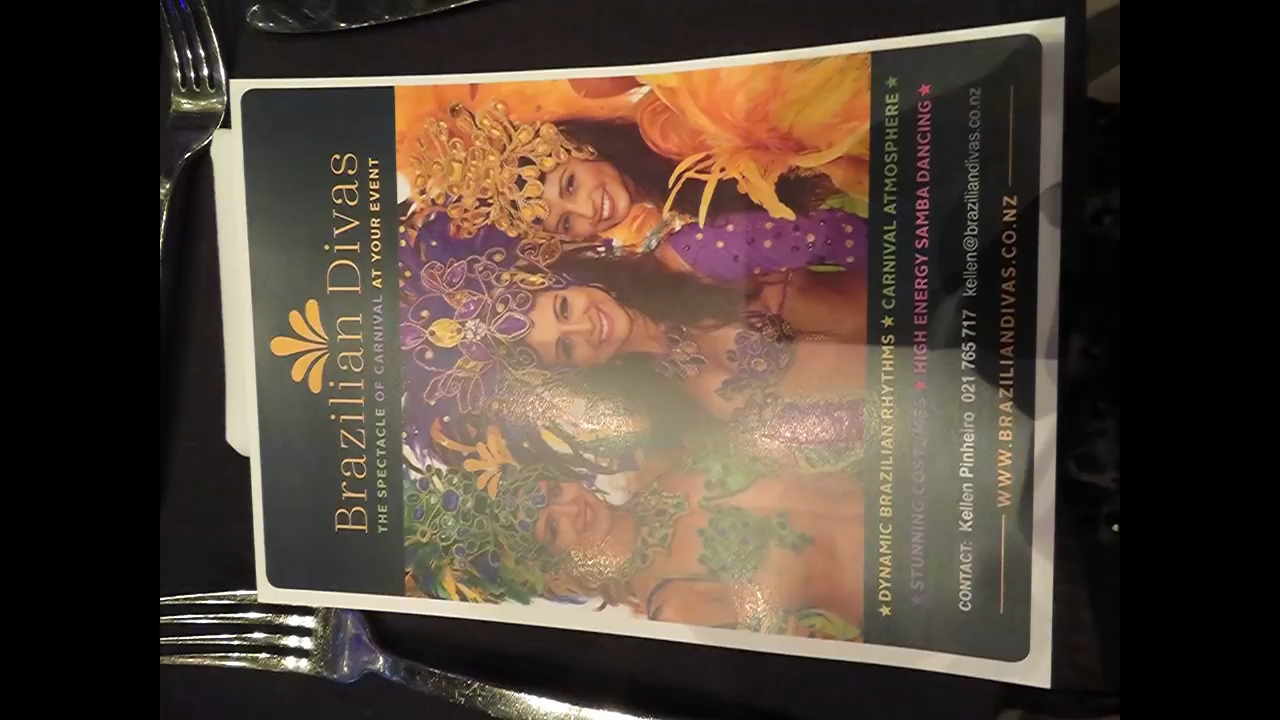 Brazilian Divas
THE SPECTACLE OF CARNIVAL AT YOUR EVENT
★DYNAMIC BRAZILIAN RHYTHMS ★ CARNIVAL ATMOSPHERE★
★STUNNING COSTUMES ★ HIGH ENERGY SAMBA DANCING★
CONTACT: Kellen Pinheiro 021 765 717 kellen@braziliandivas.co.nz
WWW.BRAZILIANDIVAS.CO.NZ